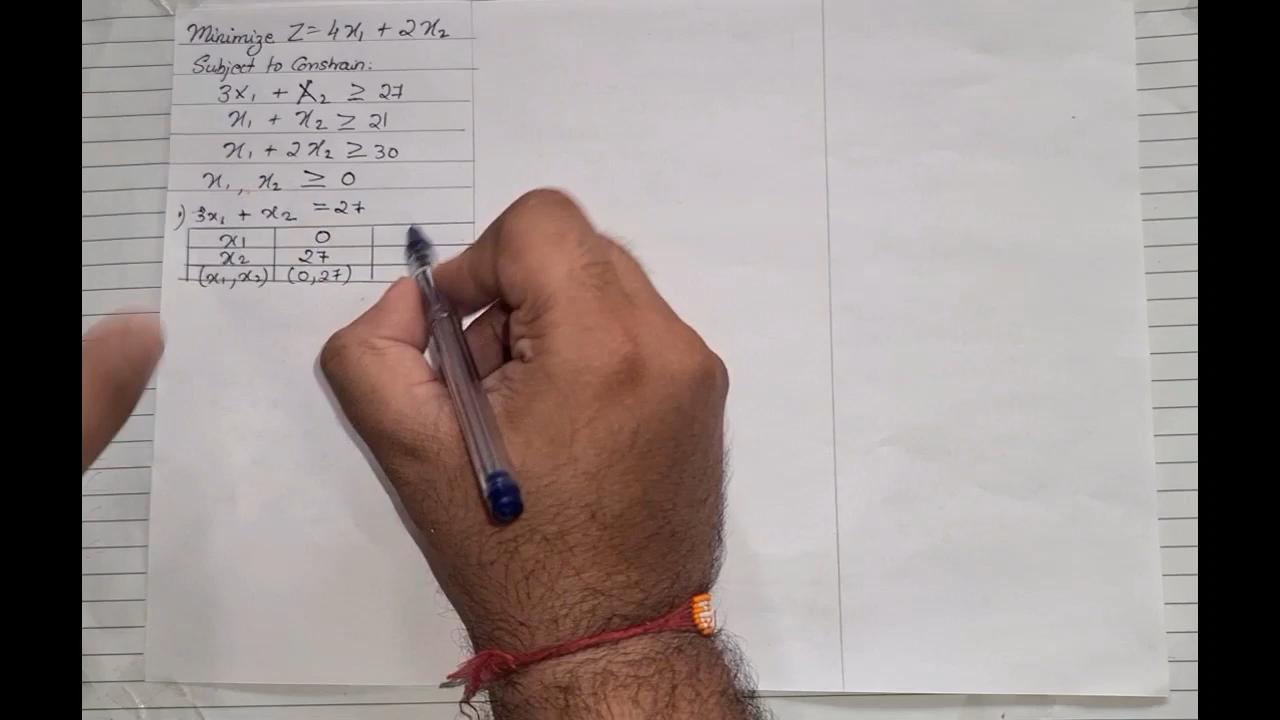 Minimize Z = 4x₁ + 2x₂
Subject to Constrain:
3x₁ + x₂ ≥ 27
x₁ + x₂ ≥ 21
x₁ + 2x₂ ≥ 30
x₁, x₂ ≥ 0
1) 3x₁ + x₂ = 27
x1 0
x2 27
(x₁, x₂) (0,27)